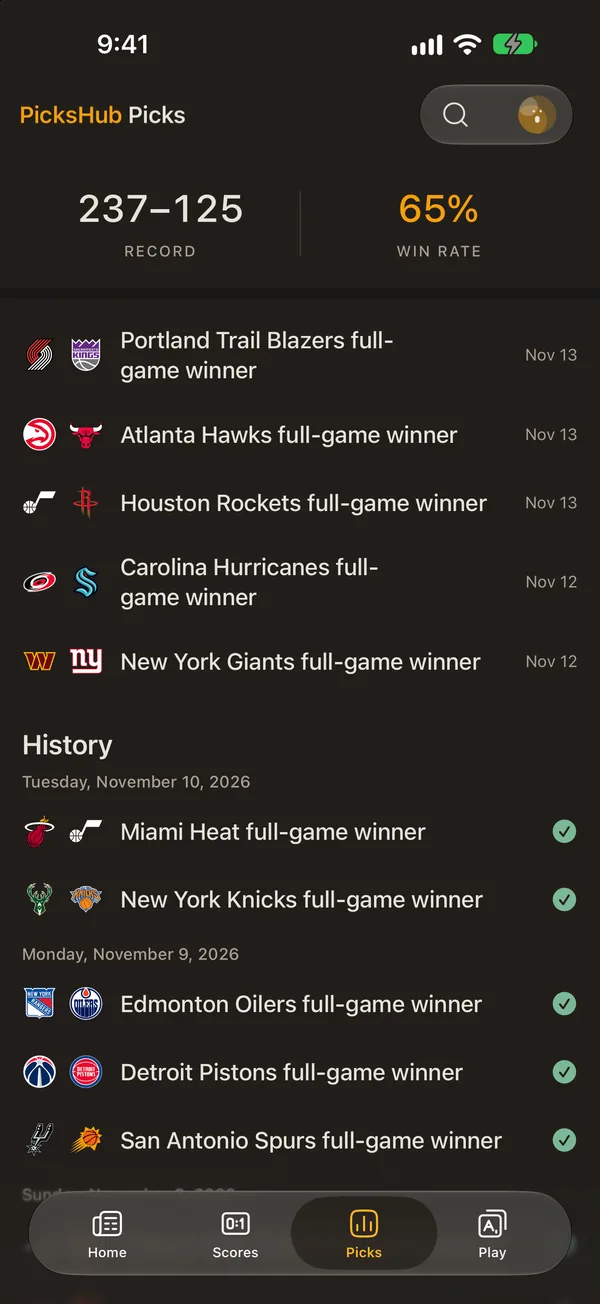 9:41
PicksHub Picks
237–125
RECORD
65%
WIN RATE
Portland Trail Blazers full-
game winner
Nov 13
Atlanta Hawks full-game winner
Nov 13
Houston Rockets full-game winner
Nov 13
Carolina Hurricanes full-
game winner
Nov 12
New York Giants full-game winner
Nov 12
History
Tuesday, November 10, 2026
Miami Heat full-game winner
New York Knicks full-game winner
Monday, November 9, 2026
Edmonton Oilers full-game winner
Detroit Pistons full-game winner
San Antonio Spurs full-game winner
Home
Scores
Picks
Play